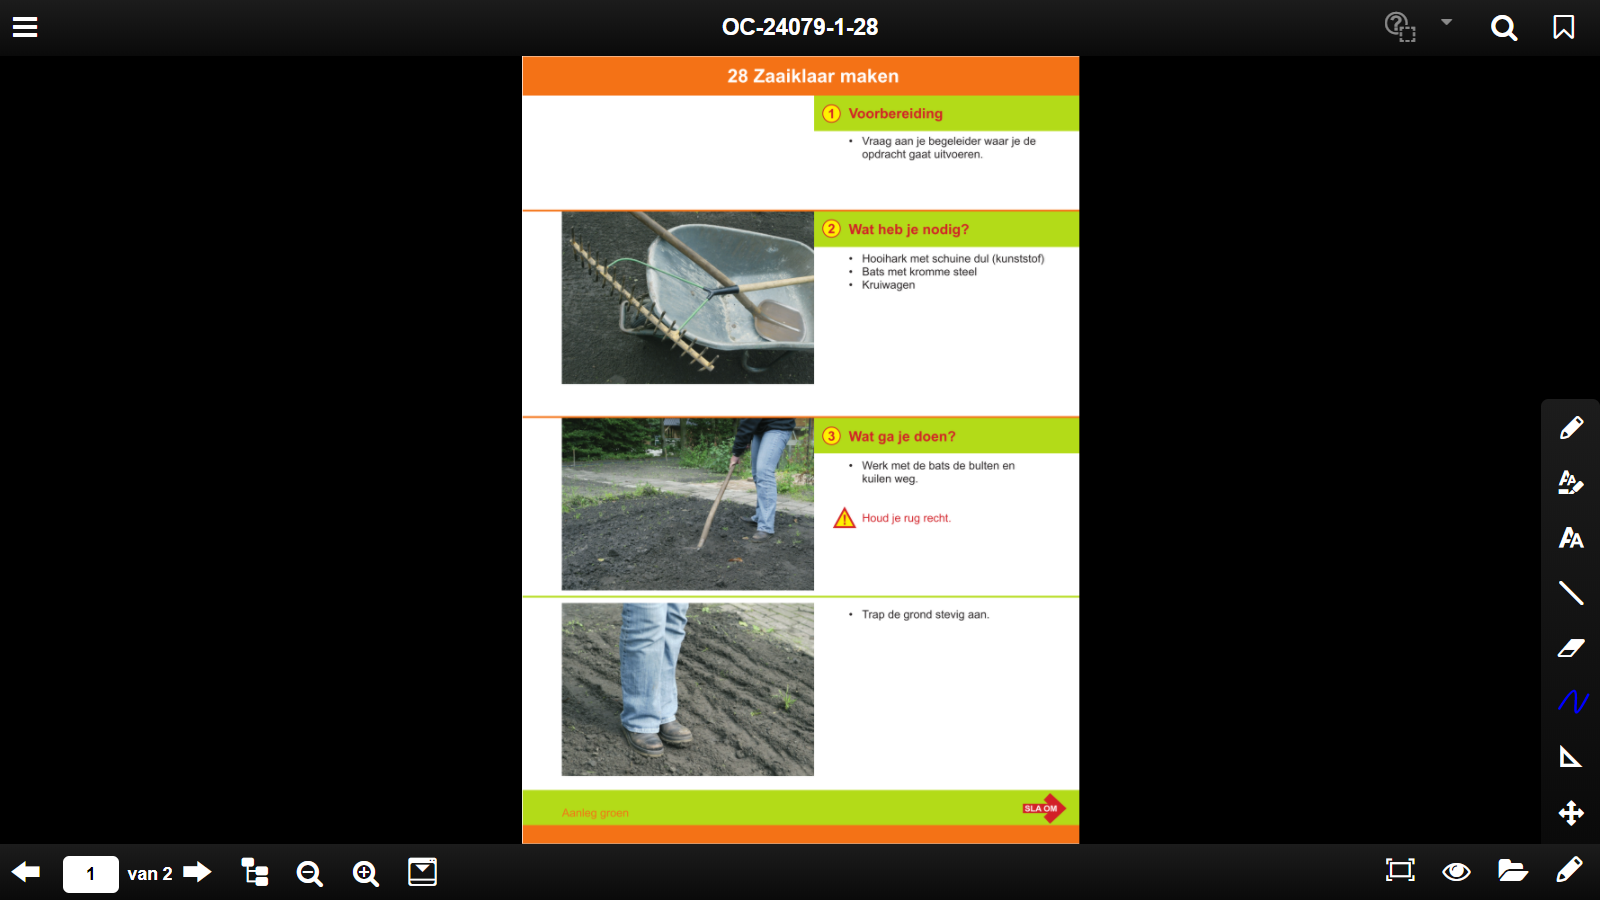 OC-24079-1-28
28 Zaaiklaar maken
1 Voorbereiding
• Vraag aan je begeleider waar je de
opdracht gaat uitvoeren.
2 Wat heb je nodig?
• Hooihark met schuine dul (kunststof)
• Bats met kromme steel
• Kruiwagen
3 Wat ga je doen?
• Werk met de bats de bulten en
kuilen weg.
! Houd je rug recht.
• Trap de grond stevig aan.
Aanleg groen
SLA OM
1 van 2